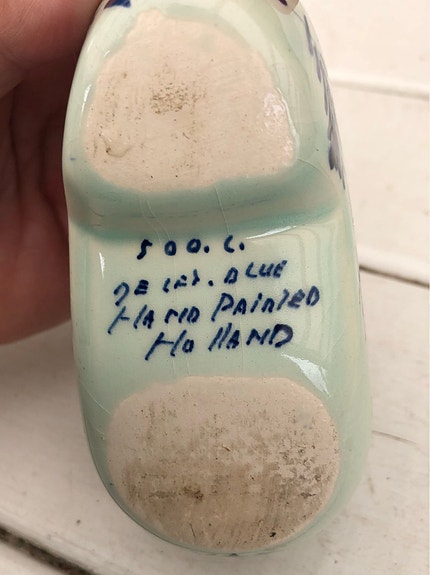 500. C.
DELFT. BLUE
HAND PAINTED
HOLLAND